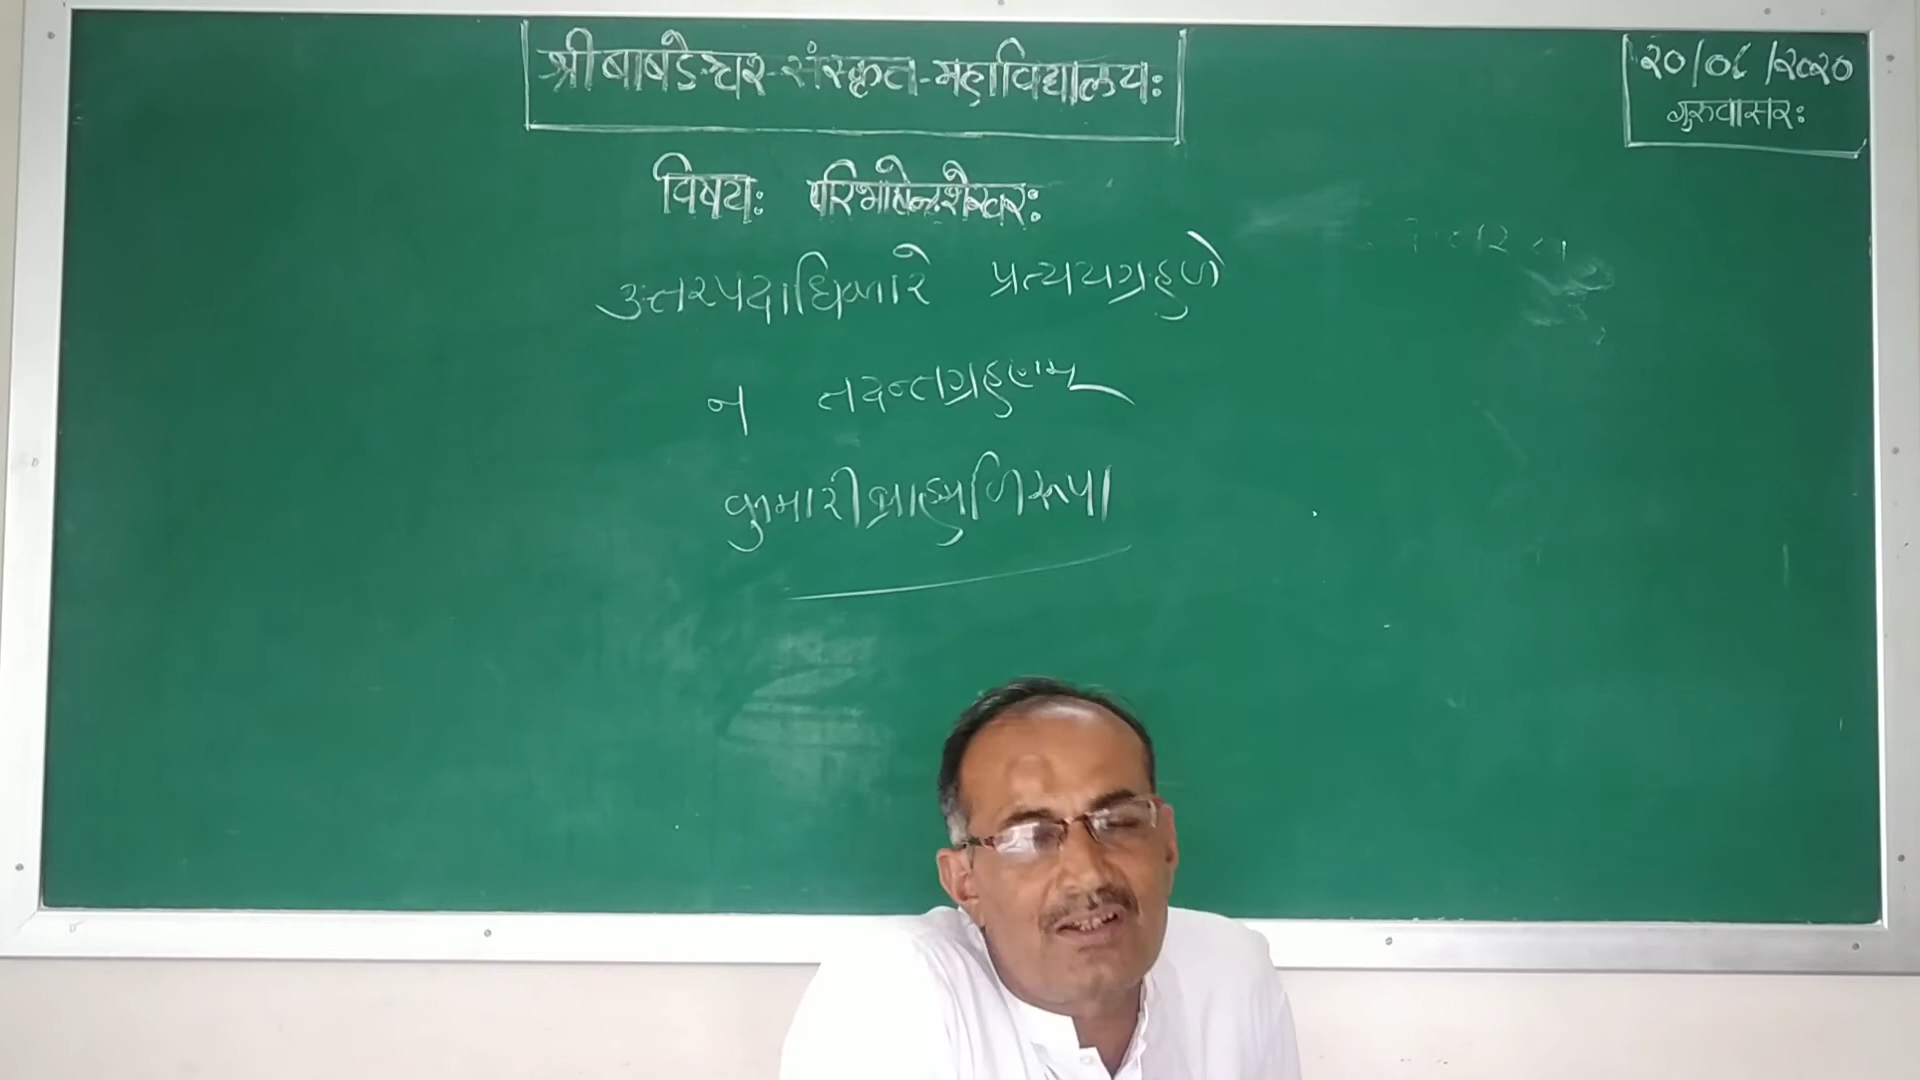 श्रीबाबडेश्वर-संस्कृत-महाविद्यालयः
२०/०८/२०२०
गुरुवासरः
विषयः परिभाषेन्दुशेखरः
उत्तरपदाधिकारे प्रत्ययग्रहणे
न तदन्तग्रहणम्
कुमारीब्राह्मणिरूपा